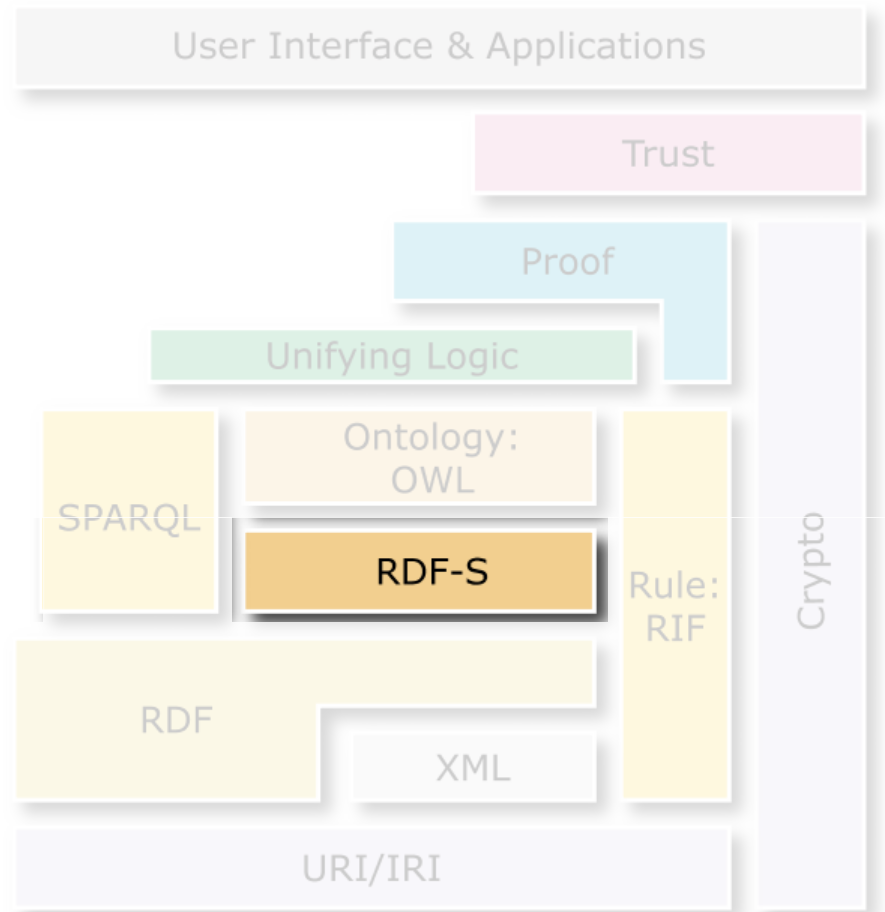 User Interface & Applications
Trust
Proof
Unifying Logic
Ontology:
OWL
SPARQL
RDF-S
Rule:
RIF
Crypto
RDF
XML
URI/IRI